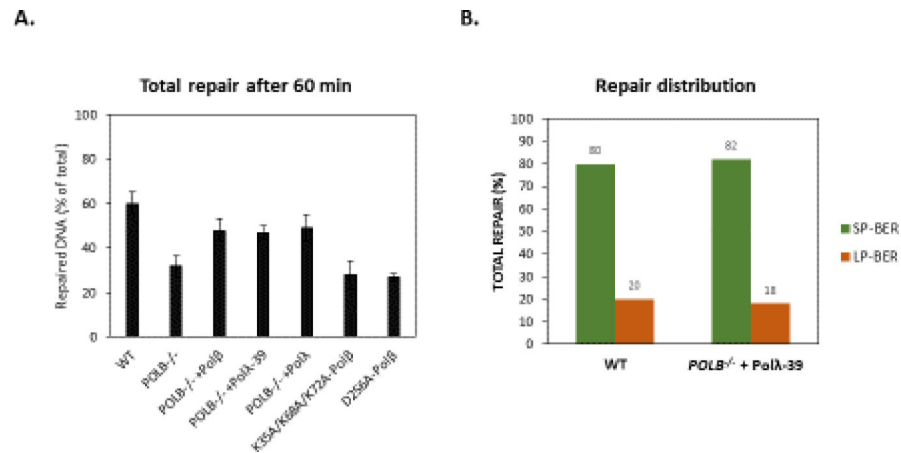 A.
B.
Total repair after 60 min
Repaired DNA (% of total)
100
80
60
40
20
0
WT
POLB-/-
POLB-/- +Polβ
POLB-/- +Polλ-39
POLB-/- +Polλ
K35A/K68A/K72A-Polβ
D256A-Polβ
Repair distribution
TOTAL REPAIR (%)
100
90
80
70
60
50
40
30
20
10
0
80
20
82
18
WT
POLB-/- + Polλ-39
SP-BER
LP-BER